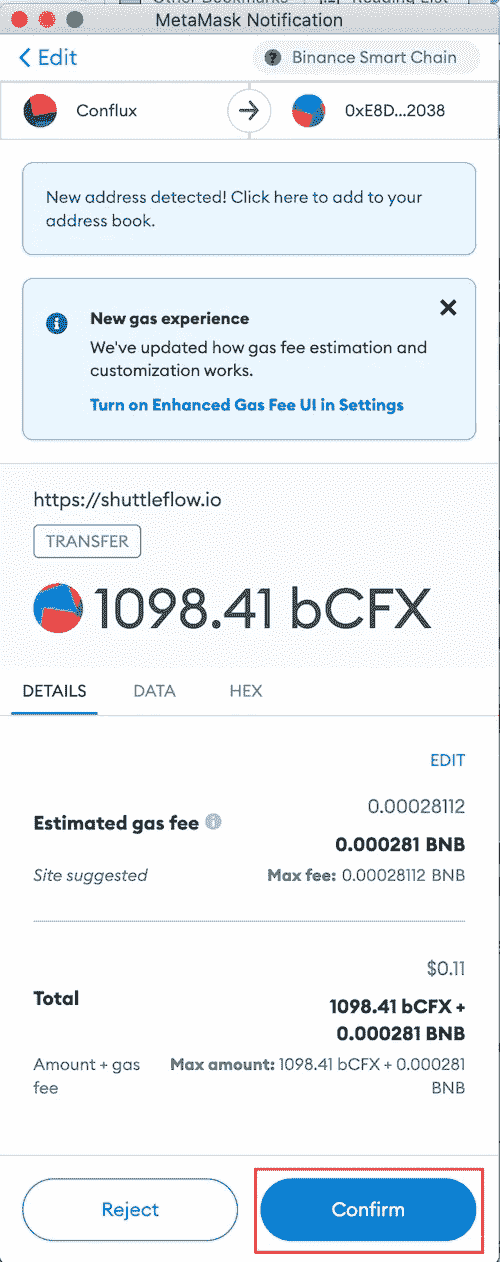 MetaMask Notification
Edit
Binance Smart Chain
Conflux
0xE8D...2038
New address detected! Click here to add to your
address book.
New gas experience
We've updated how gas fee estimation and
customization works.
Turn on Enhanced Gas Fee UI in Settings
https://shuttleflow.io
TRANSFER
1098.41 bCFX
DETAILS DATA HEX
EDIT
0.00028112
Estimated gas fee
0.000281 BNB
Site suggested
Max fee: 0.00028112 BNB
$0.11
Total
1098.41 bCFX +
0.000281 BNB
Amount + gas
fee
Max amount: 1098.41 bCFX + 0.000281
BNB
Reject
Confirm